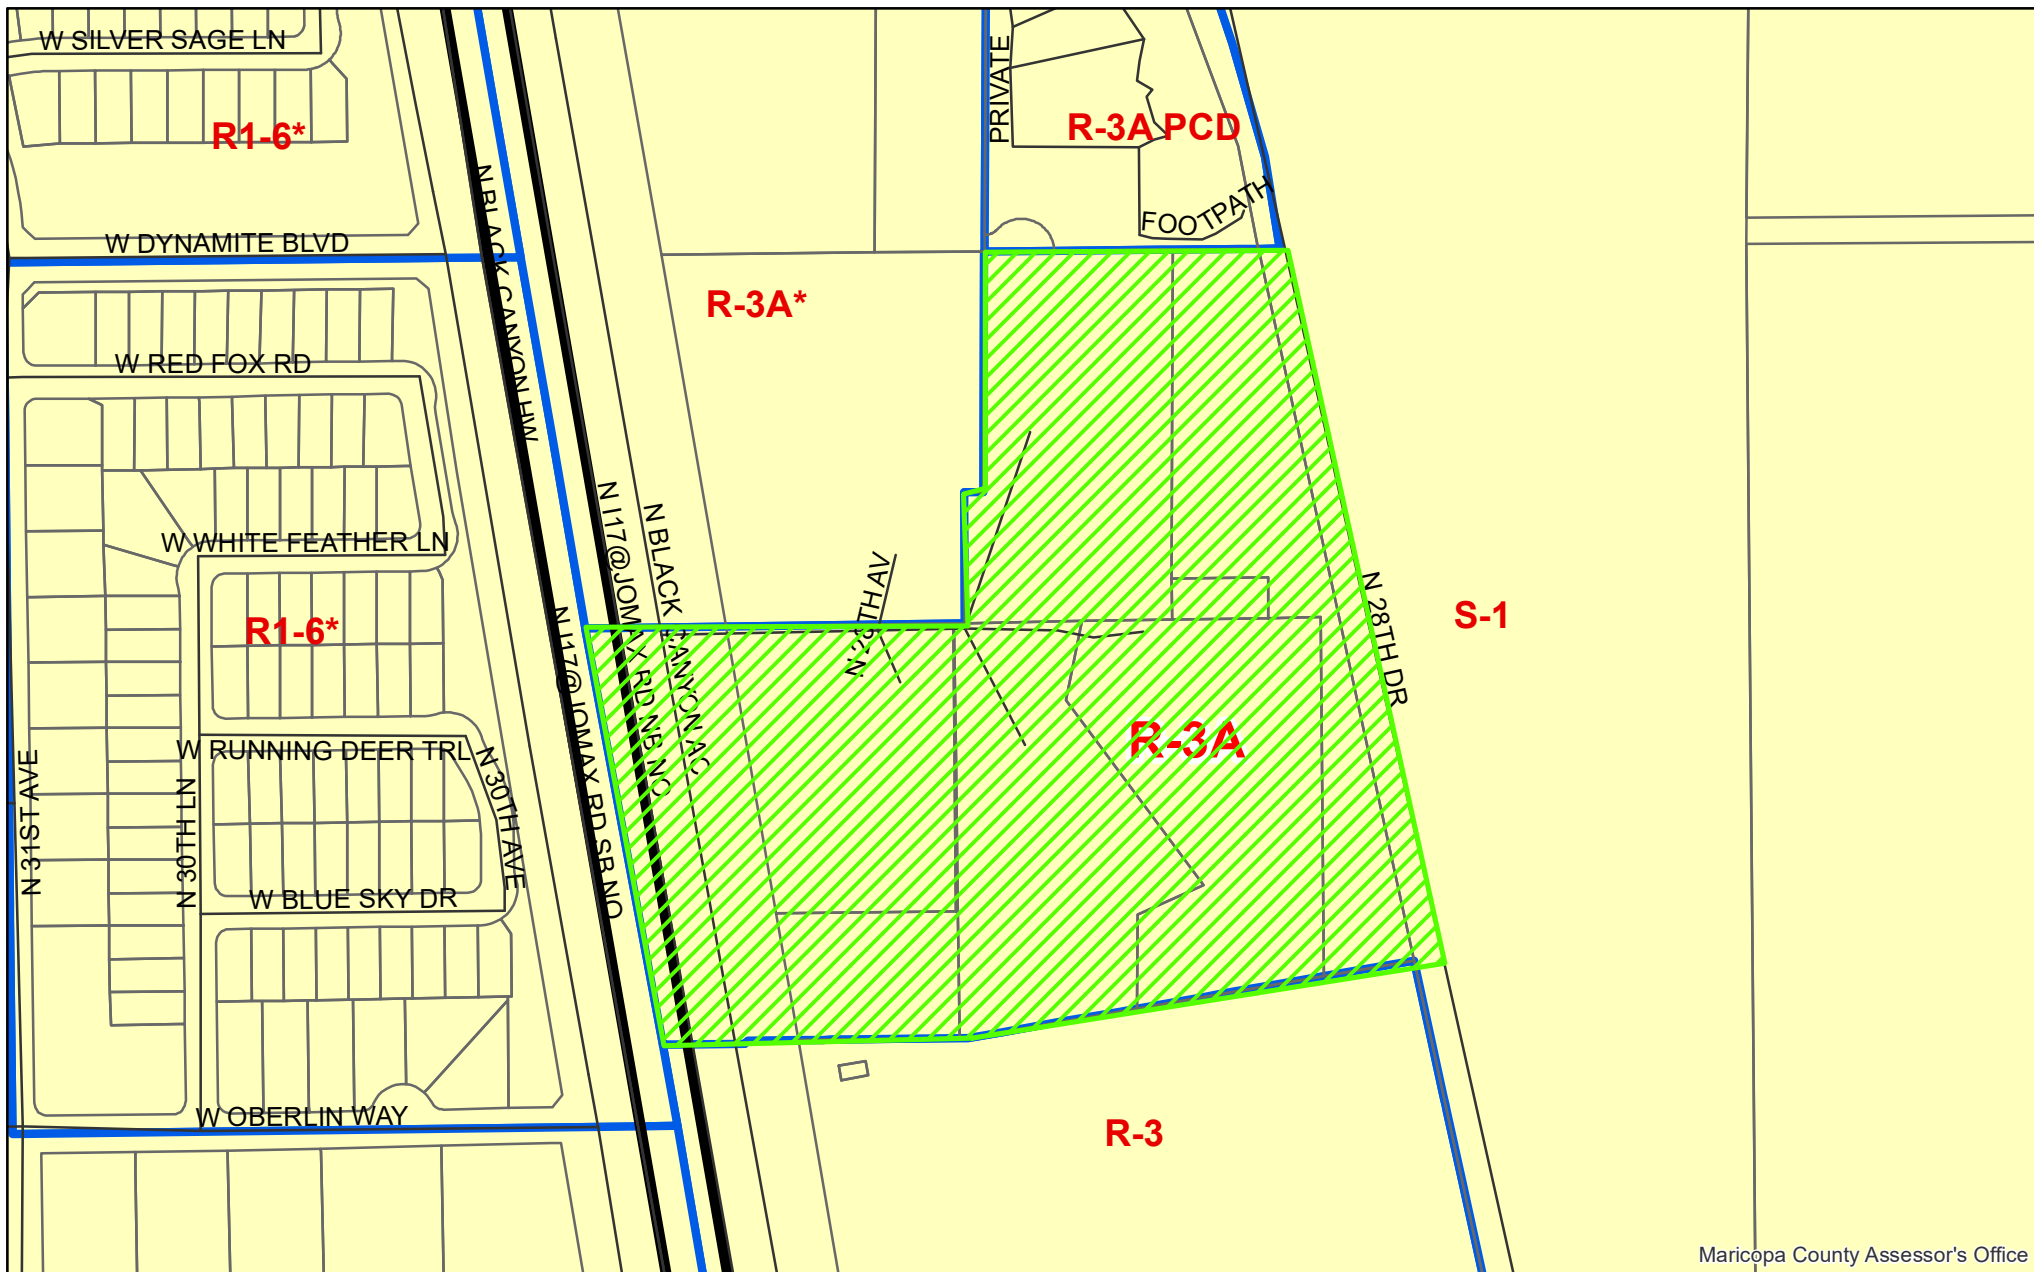 W SILVER SAGE LN
PRIVATE
R1-6*
R-3A PCD
FOOTPATH
W DYNAMITE BLVD
N BLACK CANYON HW
R-3A*
W RED FOX RD
N I17@JOMAX RD NB NO
N BLACK CANYON AC
W WHITE FEATHER LN
N 29TH AV
N 28TH DR
S-1
R1-6*
N I17@JOMAX RD SB NO
R-3A
W RUNNING DEER TRL
N 30TH AVE
N 31ST AVE
N 30TH LN
W BLUE SKY DR
W OBERLIN WAY
R-3
Maricopa County Assessor's Office